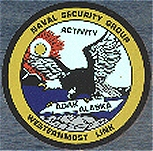 NAVAL SECURITY GROUP
ACTIVITY
ADAK ALASKA
WESTERNMOST LINK